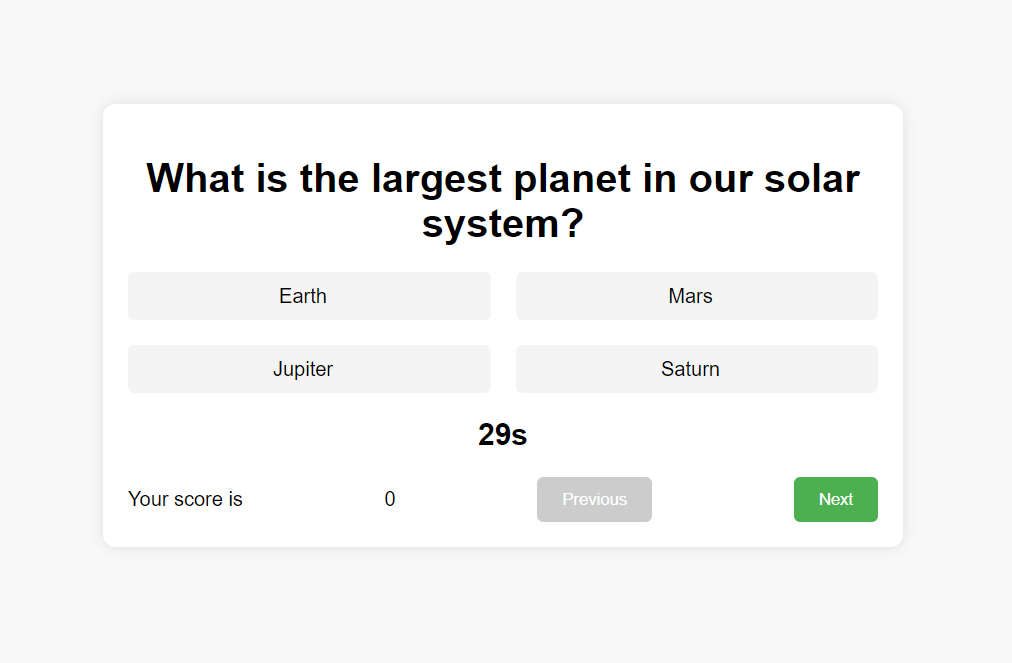 What is the largest planet in our solar
system?
Earth
Mars
Jupiter
Saturn
29s
Your score is
0
Previous
Next